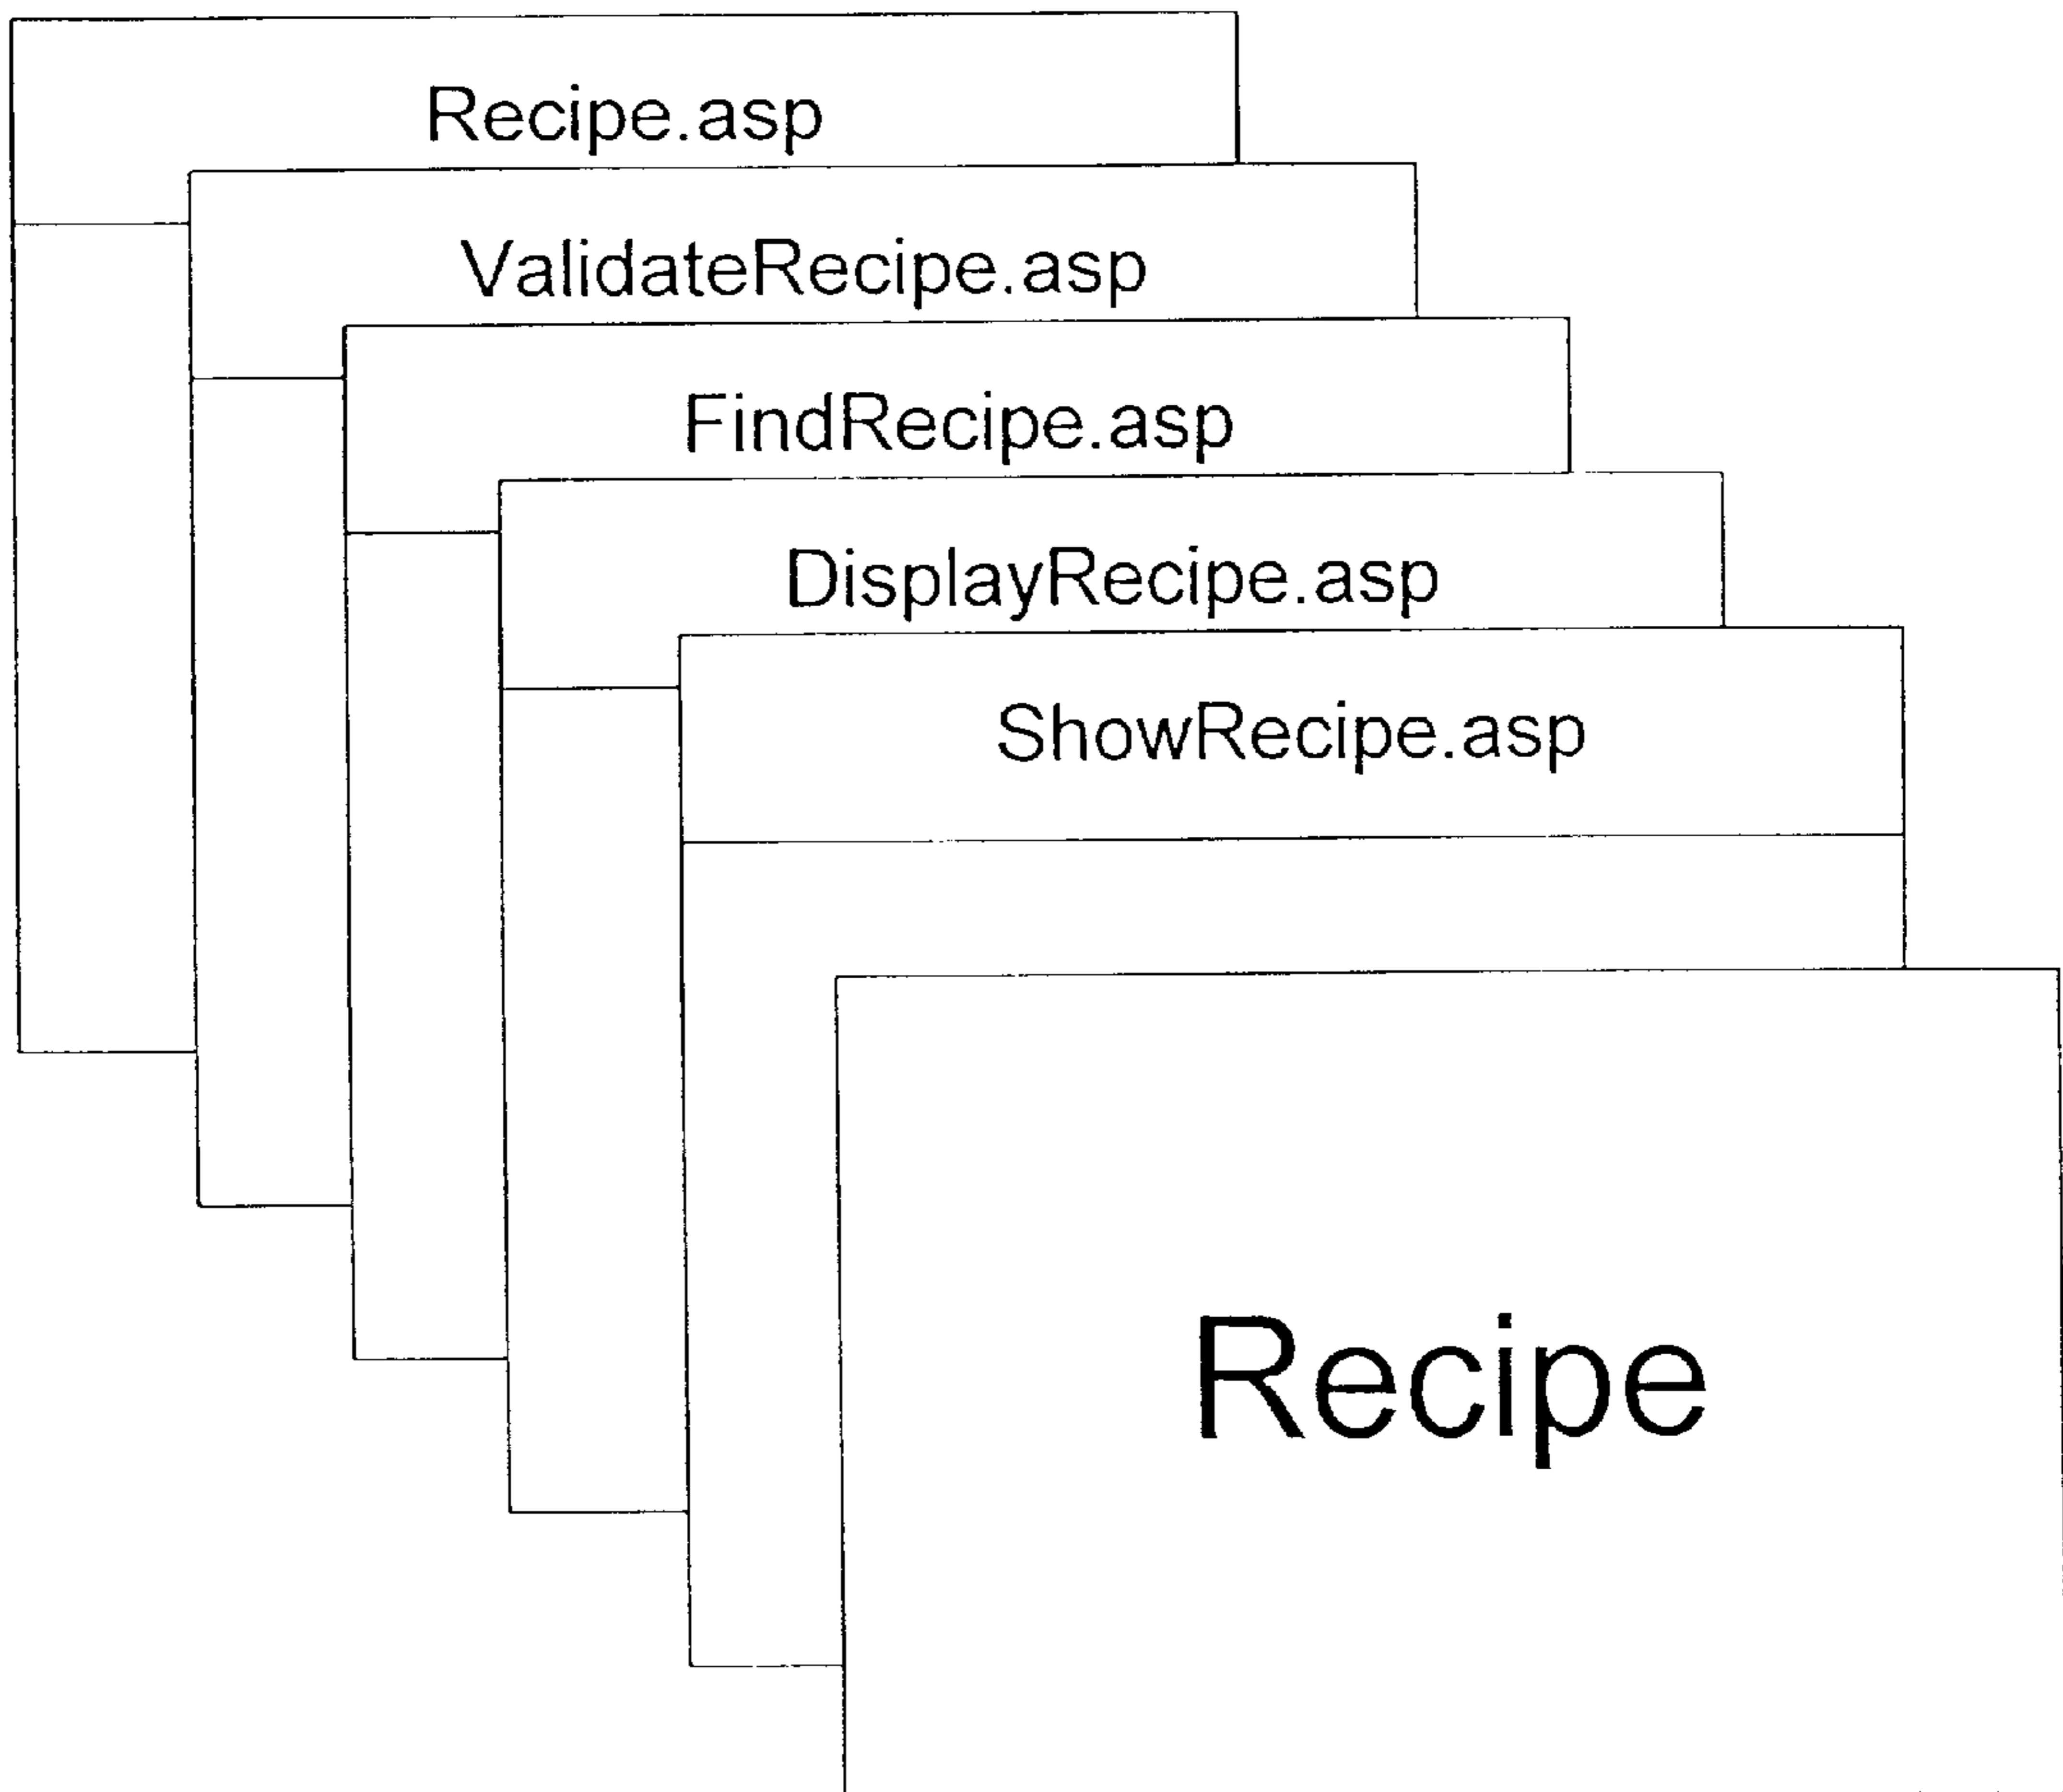 Recipe.asp
ValidateRecipe.asp
FindRecipe.asp
DisplayRecipe.asp
ShowRecipe.asp
Recipe